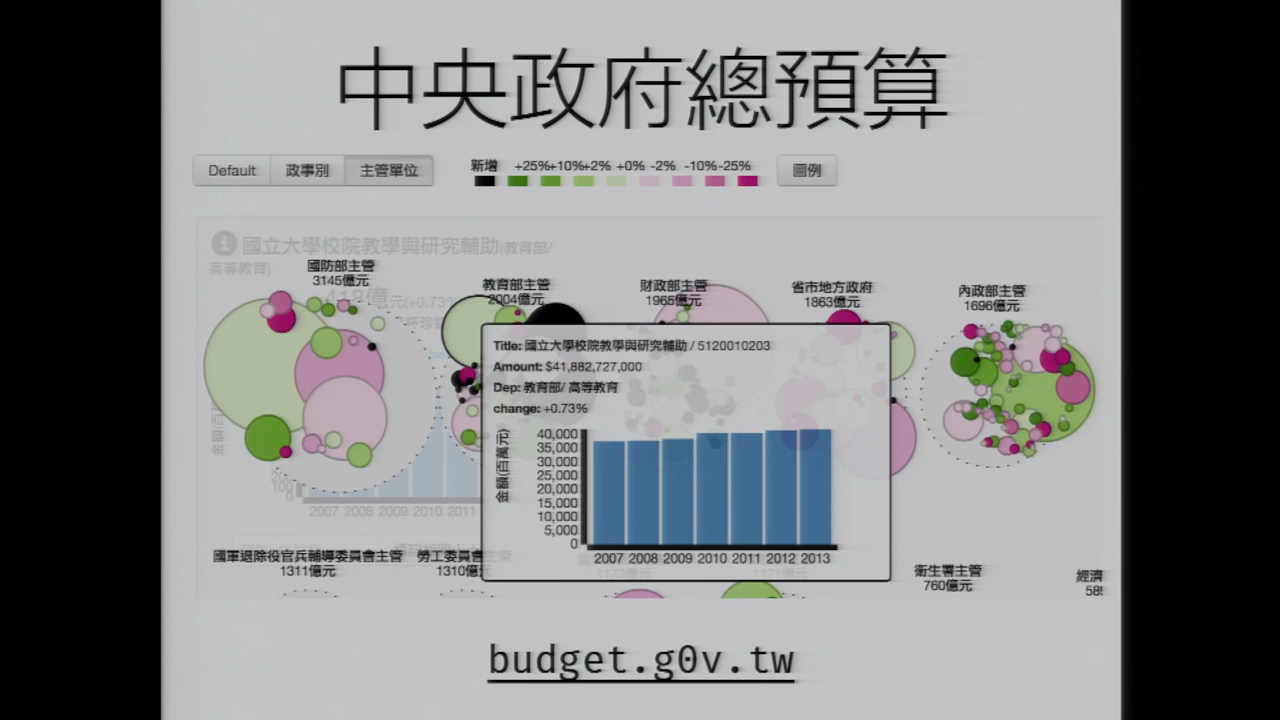 中央政府總預算
Default 政事別 主管單位
新增 +25% +10% +2% +0% -2% -10% -25%
圖例
國立大學校院教學與研究輔助(教育部/
高等教育)
國防部主管
3145億元
教育部主管
2004億元
財政部主管
1965億元
省市地方政府
1863億元
內政部主管
1696億元
418億元(+0.73%
Title: 國立大學校院教學與研究輔助 / 5120010203
Amount: $41,882,727,000
Dep: 教育部/ 高等教育
change: +0.73%
金額(百萬元)
40,000
35,000
30,000
25,000
20,000
15,000
10,000
5,000
0
2007 2008 2009 2010 2011 2012 2013
100
0
2007 2008 2009 2010 2011
國軍退除役官兵輔導委員會主管
1311億元
勞工委員會主管
1310億元
衛生署主管
760億元
經濟
budget.g0v.tw